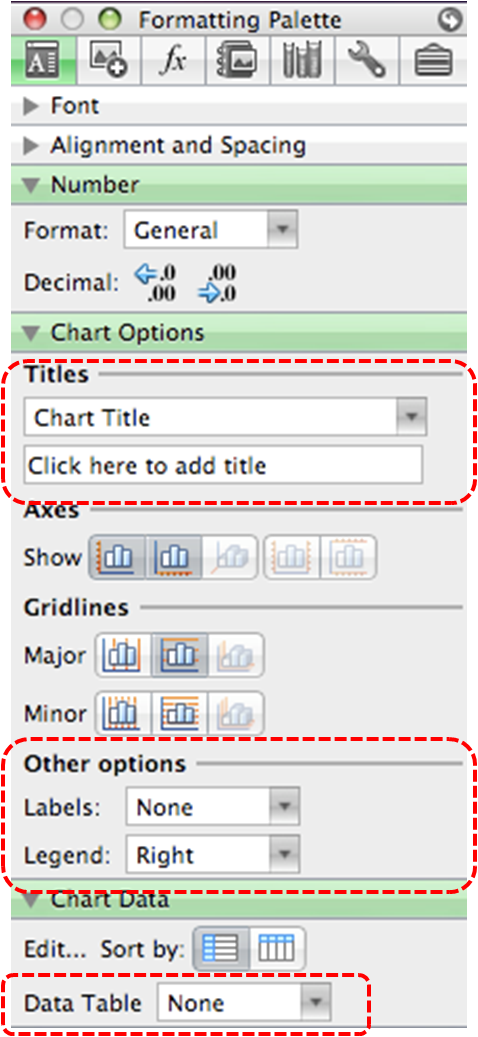 Formatting Palette
A
fx
Font
Alignment and Spacing
Number
Format: General
Decimal: .0 .00 .00 .0
Chart Options
Titles
Chart Title
Click here to add title
Axes
Show
Gridlines
Major
Minor
Other options
Labels: None
Legend: Right
Chart Data
Edit... Sort by:
Data Table None